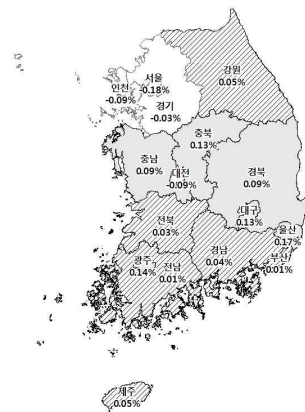 강원
0.05%
서울
-0.18%
인천
-0.09%
경기
-0.03%
충북
0.13%
충남
0.09%
대전
-0.09%
경북
0.09%
대구
0.13%
전북
0.03%
울산
0.17%
경남
0.04%
부산
0.01%
광주
0.14%
전남
0.01%
제주
0.05%